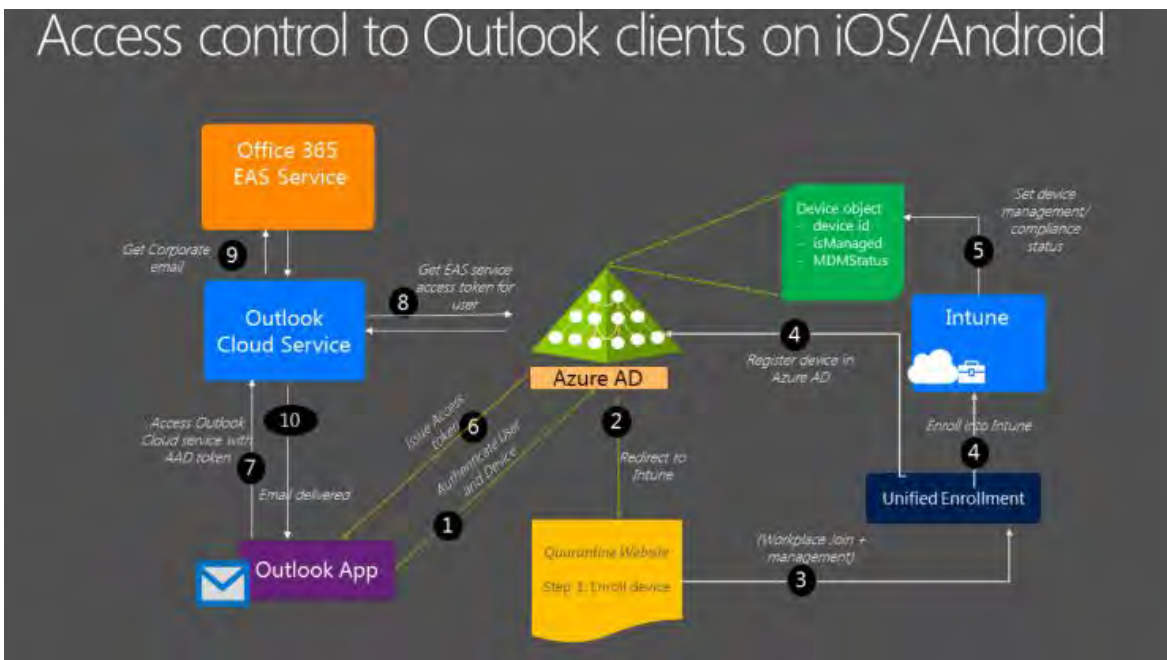 Access control to Outlook clients on iOS/Android
Office 365
EAS Service
Get Corporate
email
9
Outlook
Cloud Service
Get EAS service
access token for
user
8
Azure AD
Device object
- device id
- isManaged
- MDMStatus
Set device
management/
compliance
status
5
Intune
4
Register device in
Azure AD
Enroll into Intune
4
Unified Enrollment
(Workplace Join +
management)
3
2
Redirect to
Intune
Quarantine Website
Step 1: Enroll device
Issue Access
token
6
Authenticate User
and Device
1
Access Outlook
Cloud service with
AAD token
7
10
Email delivered
Outlook App